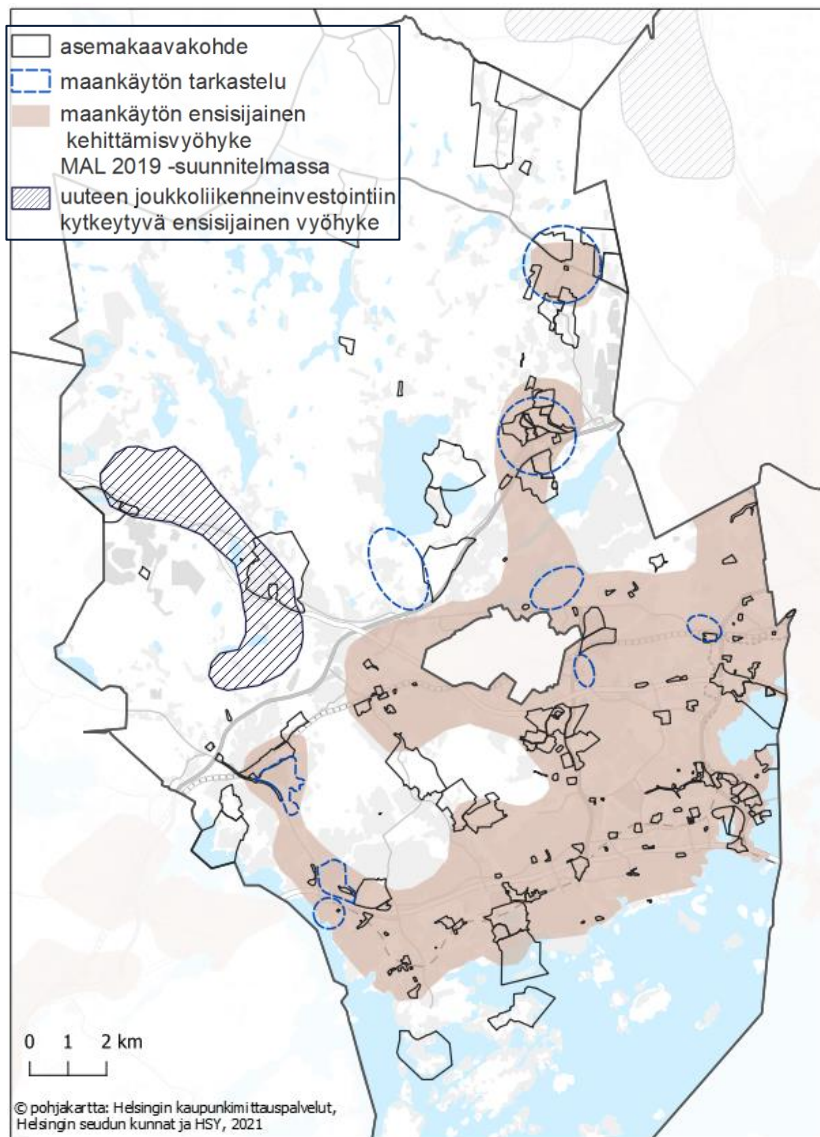 asemakaavakohde
maankäytön tarkastelu
maankäytön ensisijainen
kehittämisvyöhyke
MAL 2019 -suunnitelmassa
uuteen joukkoliikenneinvestointiin
kytkeytyvä ensisijainen vyöhyke
0 1 2 km
© pohjakartta: Helsingin kaupunkimittauspalvelut,
Helsingin seudun kunnat ja HSY, 2021